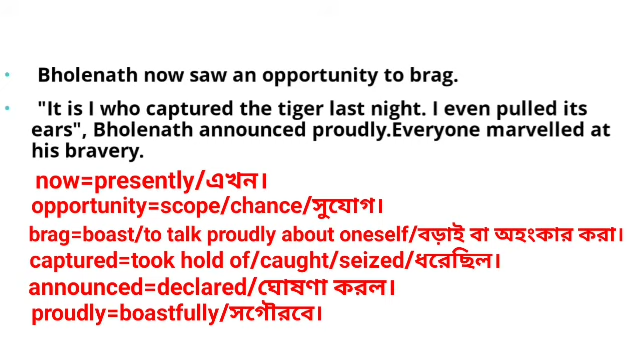 • Bholenath now saw an opportunity to brag.
• "It is I who captured the tiger last night. I even pulled its
ears", Bholenath announced proudly.Everyone marvelled at
his bravery.
now=presently/এখন।
opportunity=scope/chance/সুযোগ।
brag=boast/to talk proudly about oneself/বড়াই বা অহংকার করা।
captured=took hold of/caught/seized/ধরেছিল।
announced=declared/ঘোষণা করল।
proudly=boastfully/সগৌরবে।